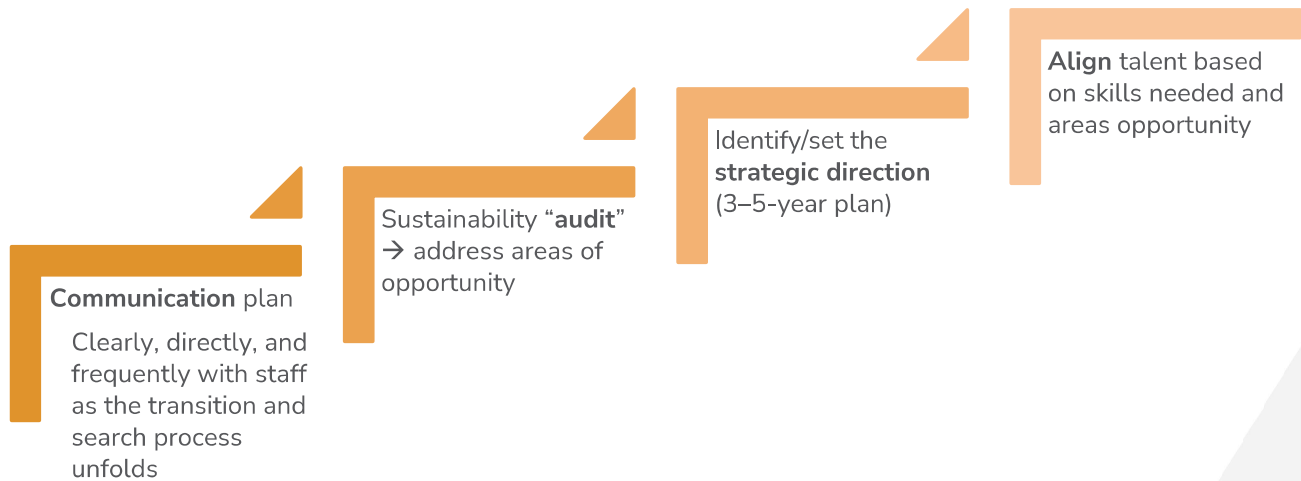 Communication plan
Clearly, directly, and
frequently with staff
as the transition and
search process
unfolds
Sustainability “audit”
→ address areas of
opportunity
Identify/set the
strategic direction
(3–5-year plan)
Align talent based
on skills needed and
areas opportunity